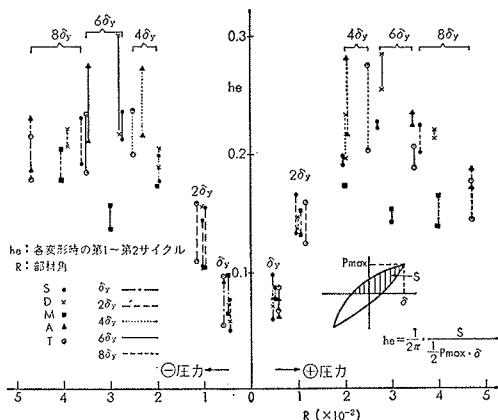 8δy
6δy
4δy
0.3
he
4δy
6δy
8δy
0.2
2δy
2δy
δy
δy
0.1
he：各変形時の第1～第2サイクル
R：部材角
S
D
M
A
T
δy
2δy
4δy
6δy
8δy
Pmax
S
δ
he = 1/2π · S / (1/2 Pmax · δ)
⊖圧力
⊕圧力
5 4 3 2 1 0 1 2 3 4 5
R (×10⁻²)